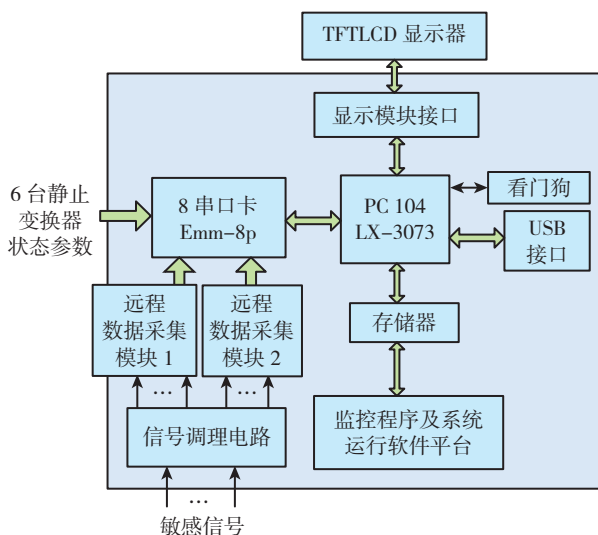 TFTLCD 显示器
显示模块接口
6 台静止
变换器
状态参数
8 串口卡
Emm-8p
PC 104
LX-3073
看门狗
USB
接口
远程
数据采集
模块 1
远程
数据采集
模块 2
存储器
...
...
信号调理电路
监控程序及系统
运行软件平台
...
敏感信号